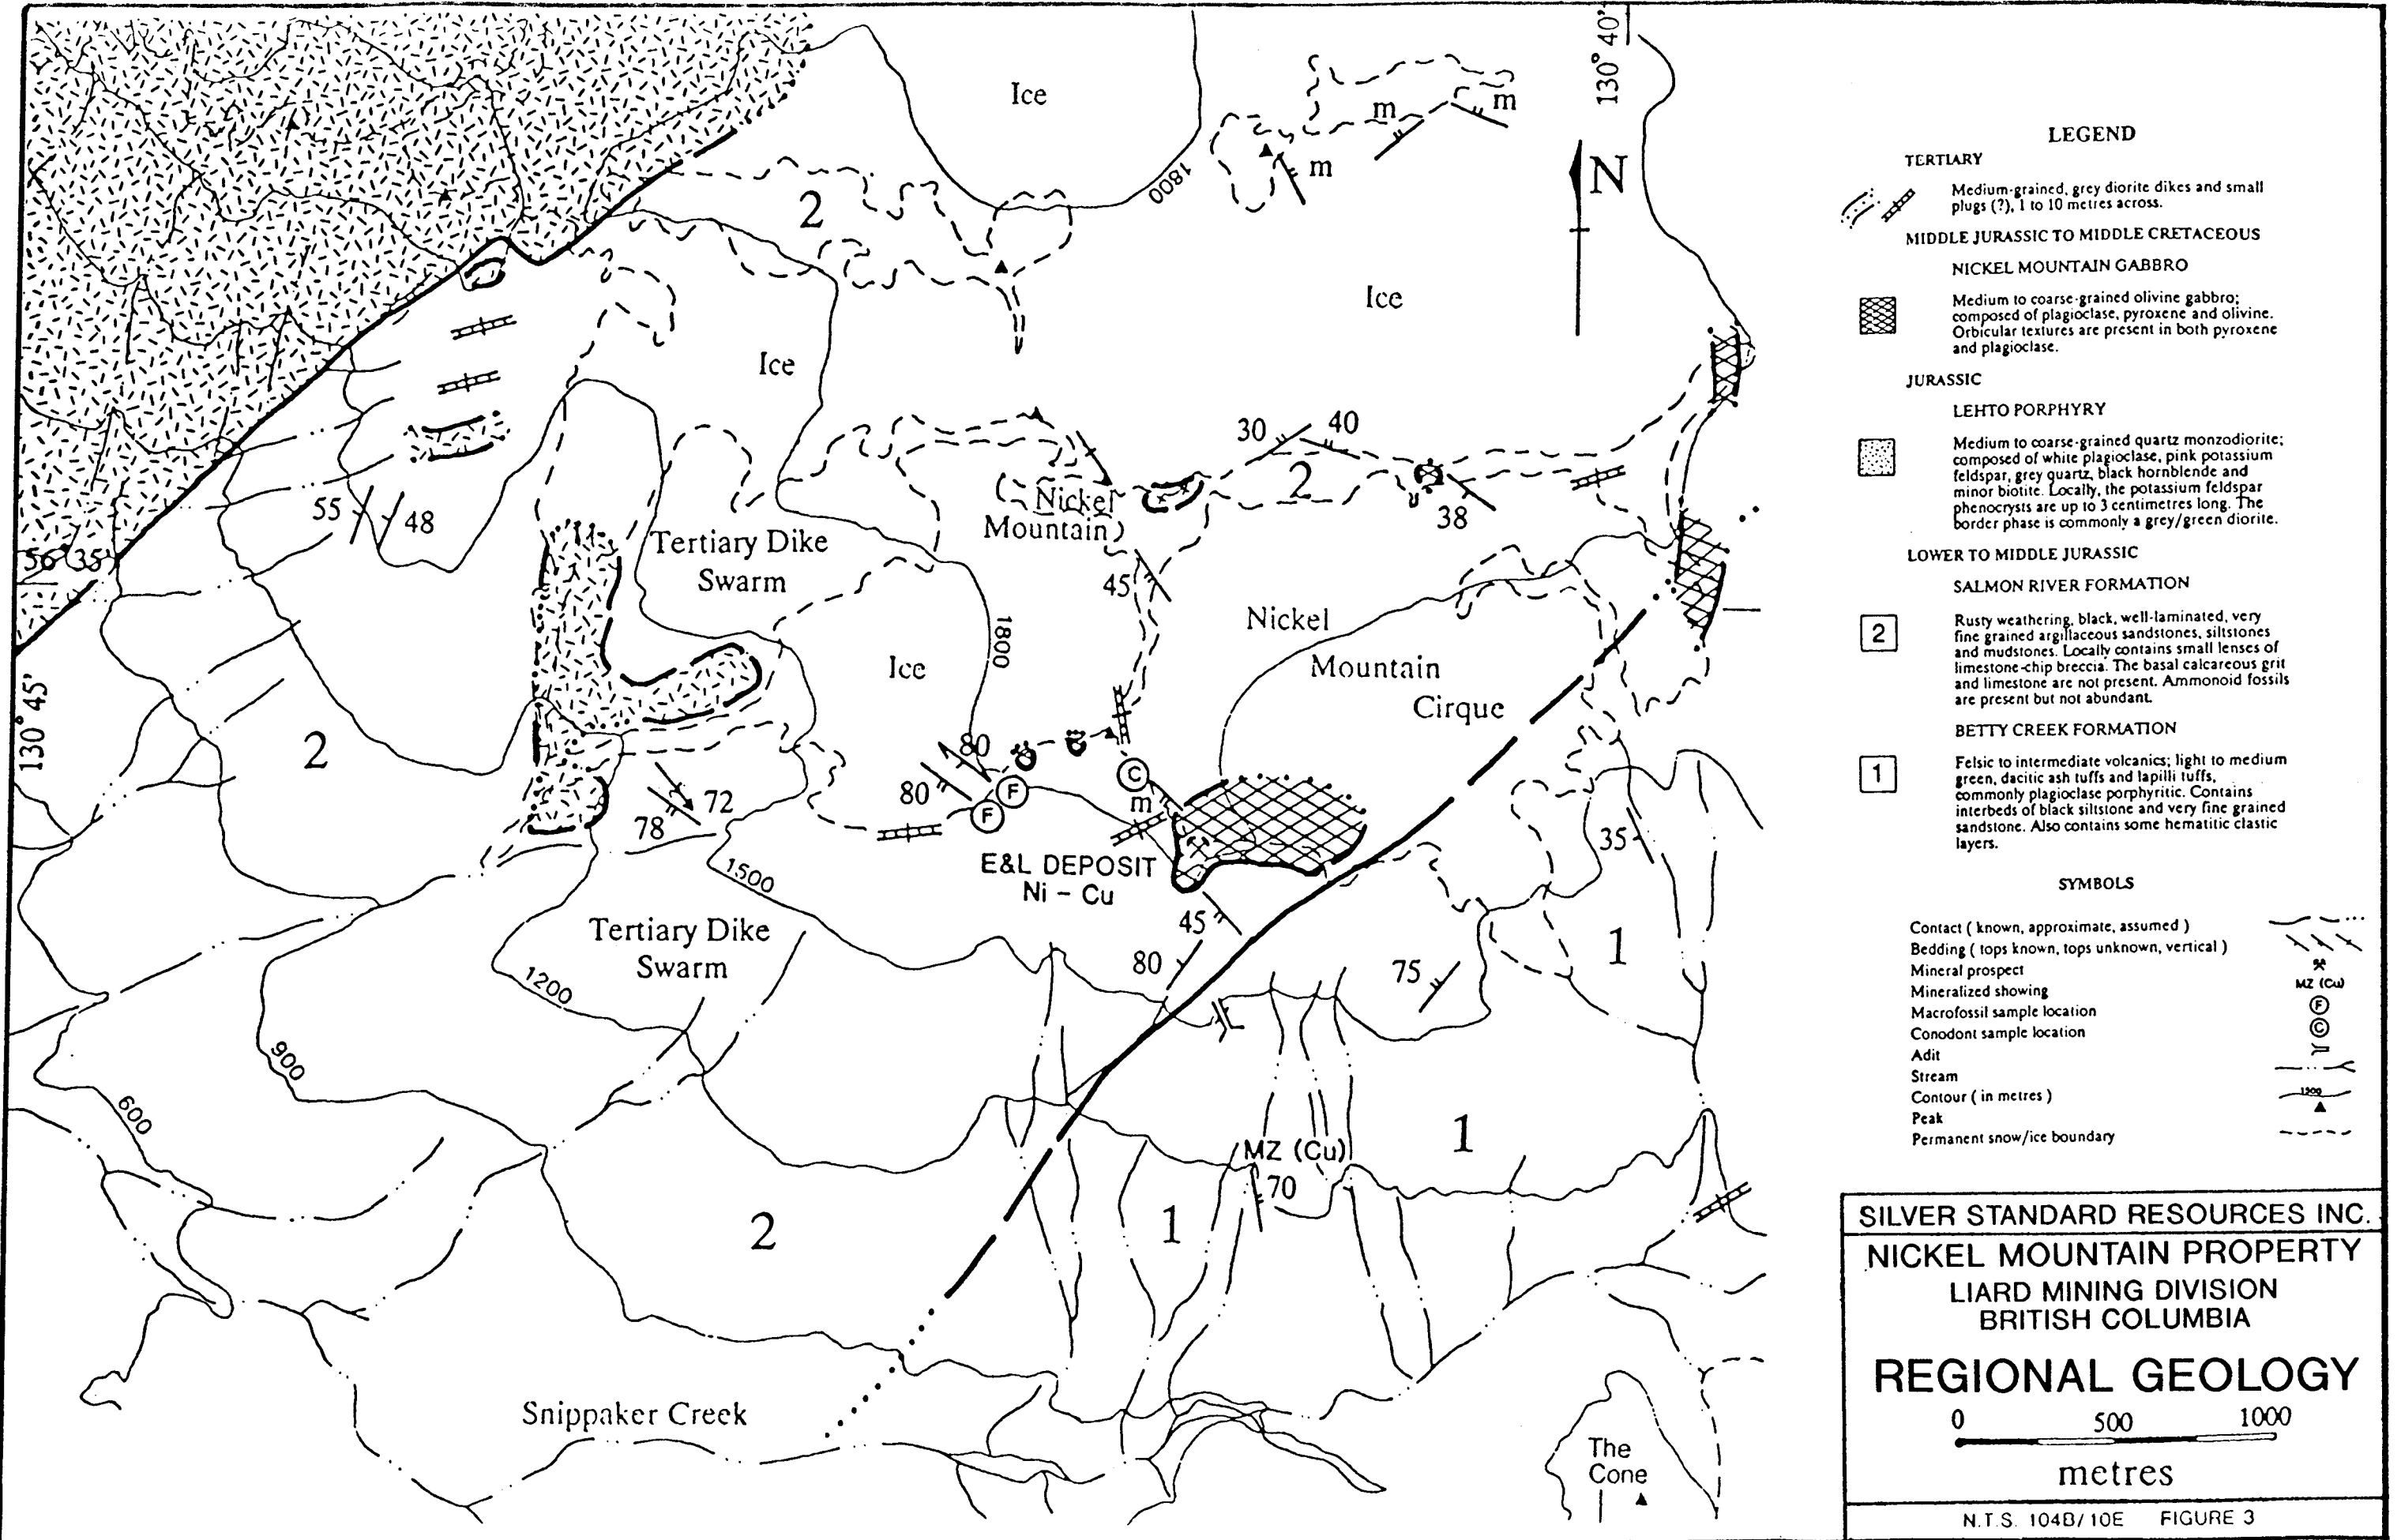 130° 40'
Ice
m
m
m
1800
N
2
Ice
Ice
30
40
2
38
Nickel
Mountain
55
48
56° 35'
Tertiary Dike
Swarm
45
Nickel
Mountain
Cirque
1800
Ice
130° 45'
2
80
80
F
F
C
m
72
78
E&L DEPOSIT
Ni – Cu
35
1500
45
80
75
1
Tertiary Dike
Swarm
1200
900
600
MZ (Cu)
70
1
1
2
Snippaker Creek
The
Cone
LEGEND
TERTIARY
Medium-grained, grey diorite dikes and small
plugs (?), 1 to 10 metres across.
MIDDLE JURASSIC TO MIDDLE CRETACEOUS
NICKEL MOUNTAIN GABBRO
Medium to coarse-grained olivine gabbro;
composed of plagioclase, pyroxene and olivine.
Orbicular textures are present in both pyroxene
and plagioclase.
JURASSIC
LEHTO PORPHYRY
Medium to coarse-grained quartz monzodiorite;
composed of white plagioclase, pink potassium
feldspar, grey quartz, black hornblende and
minor biotite. Locally, the potassium feldspar
phenocrysts are up to 3 centimetres long. The
border phase is commonly a grey/green diorite.
LOWER TO MIDDLE JURASSIC
SALMON RIVER FORMATION
2
Rusty weathering, black, well-laminated, very
fine grained argillaceous sandstones, siltstones
and mudstones. Locally contains small lenses of
limestone-chip breccia. The basal calcareous grit
and limestone are not present. Ammonoid fossils
are present but not abundant.
BETTY CREEK FORMATION
1
Felsic to intermediate volcanics; light to medium
green, dacitic ash tuffs and lapilli tuffs,
commonly plagioclase porphyritic. Contains
interbeds of black siltstone and very fine grained
sandstone. Also contains some hematitic clastic
layers.
SYMBOLS
Contact ( known, approximate, assumed )
Bedding ( tops known, tops unknown, vertical )
Mineral prospect
Mineralized showing MZ (Cu)
Macrofossil sample location F
Conodont sample location C
Adit
Stream
Contour ( in metres ) 1500
Peak
Permanent snow/ice boundary
SILVER STANDARD RESOURCES INC.
NICKEL MOUNTAIN PROPERTY
LIARD MINING DIVISION
BRITISH COLUMBIA
REGIONAL GEOLOGY
0 500 1000
metres
N.T.S. 104B/10E FIGURE 3